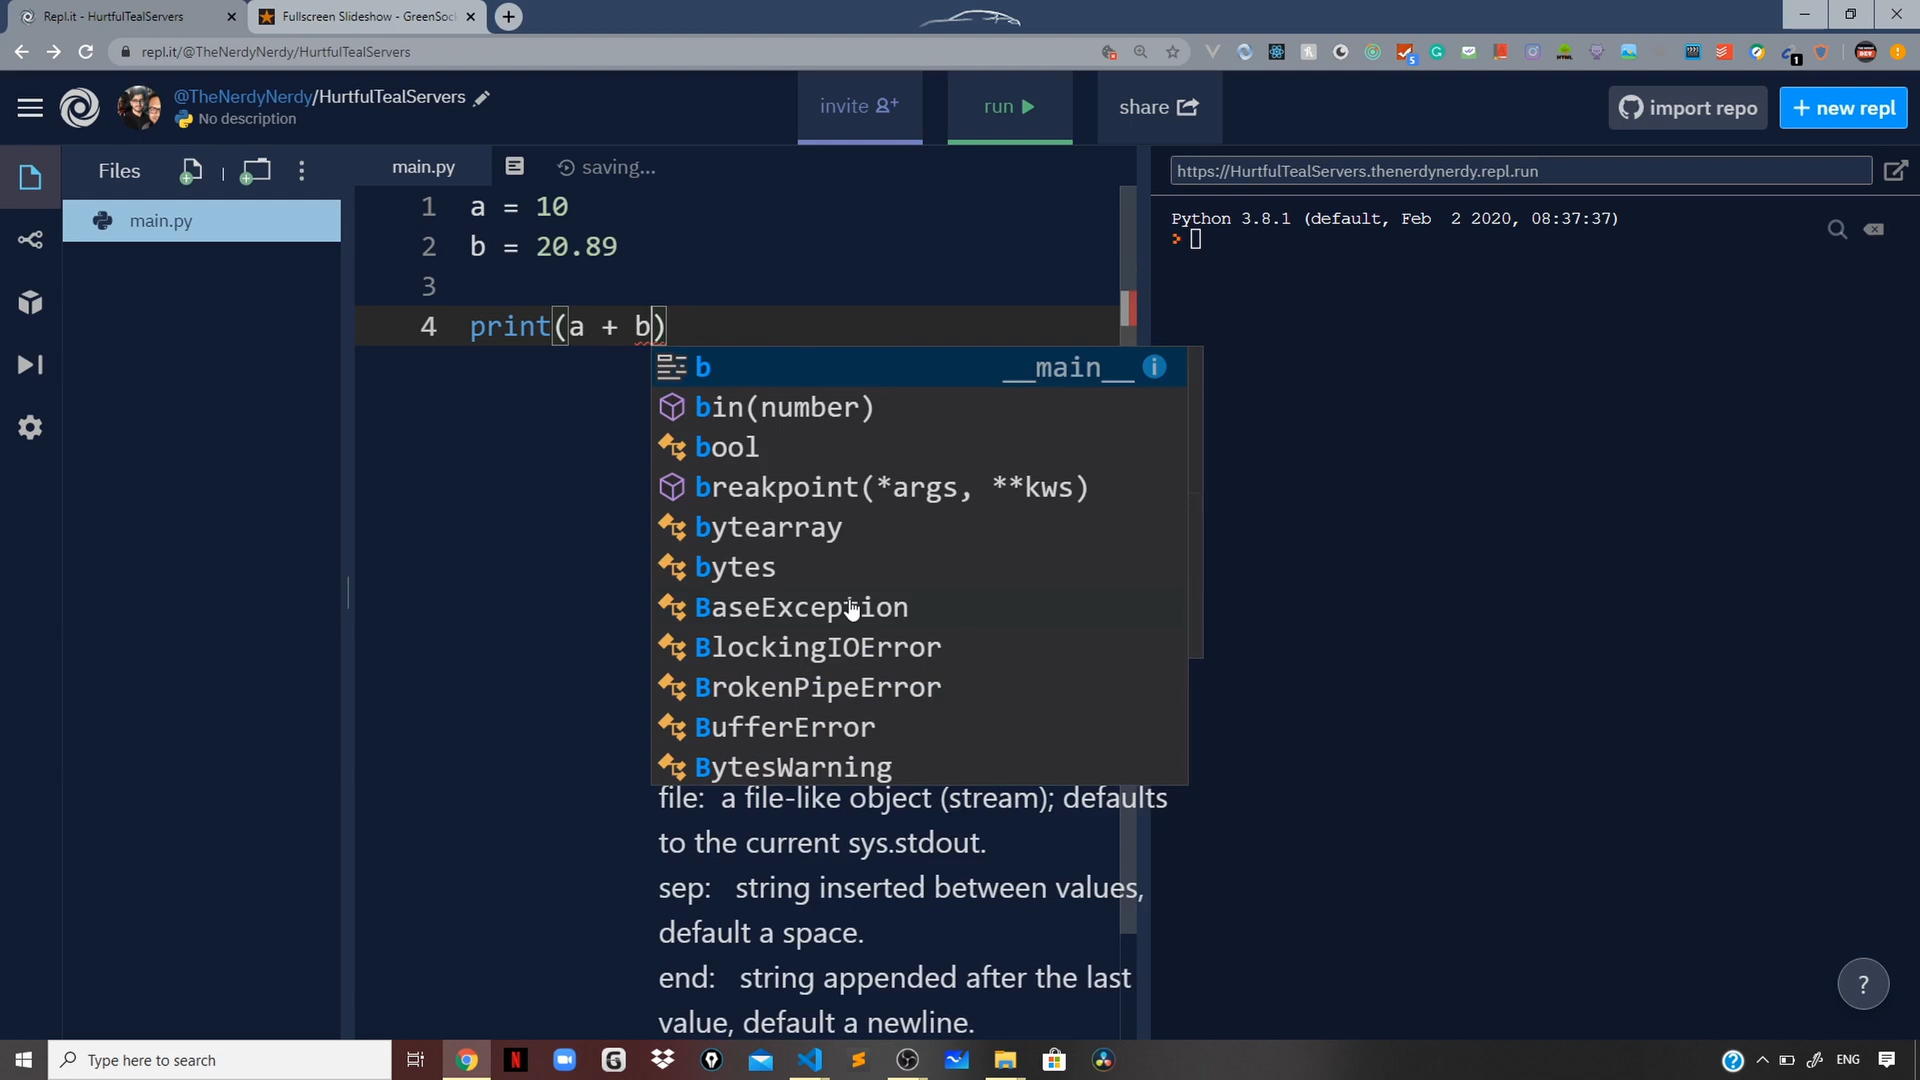 Repl.it - HurtfulTealServers
Fullscreen Slideshow - GreenSock
repl.it/@TheNerdyNerdy/HurtfulTealServers
5
1
@TheNerdyNerdy/HurtfulTealServers
No description
invite
run
share
import repo
+ new repl
Files
main.py
saving...
main.py
https://HurtfulTealServers.thenerdynerdy.repl.run
1 a = 10
2 b = 20.89
3
4 print(a + b)
Python 3.8.1 (default, Feb  2 2020, 08:37:37)
>
b __main__
bin(number)
bool
breakpoint(*args, **kws)
bytearray
bytes
BaseException
BlockingIOError
BrokenPipeError
BufferError
BytesWarning
file: a file-like object (stream); defaults
to the current sys.stdout.
sep: string inserted between values,
default a space.
end: string appended after the last
value, default a newline.
?
Type here to search
ENG